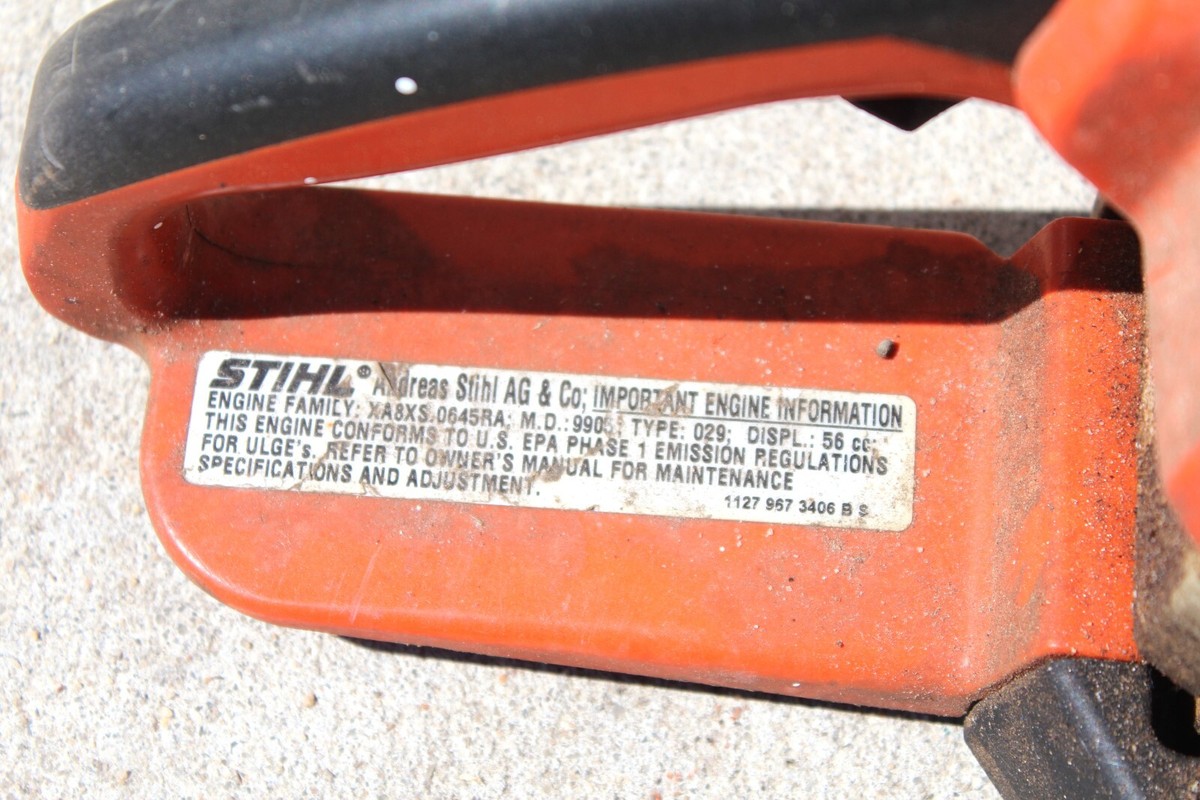 STIHL® Andreas Stihl AG & Co; IMPORTANT ENGINE INFORMATION
ENGINE FAMILY: XA8XS.0645RA; M.D.: TYPE: 029; DISPL.: 56 cc;
THIS ENGINE CONFORMS TO U.S. EPA PHASE 1 EMISSION REGULATIONS
FOR ULGE's. REFER TO OWNER'S MANUAL FOR MAINTENANCE
SPECIFICATIONS AND ADJUSTMENT.
1127 967 3406 B S